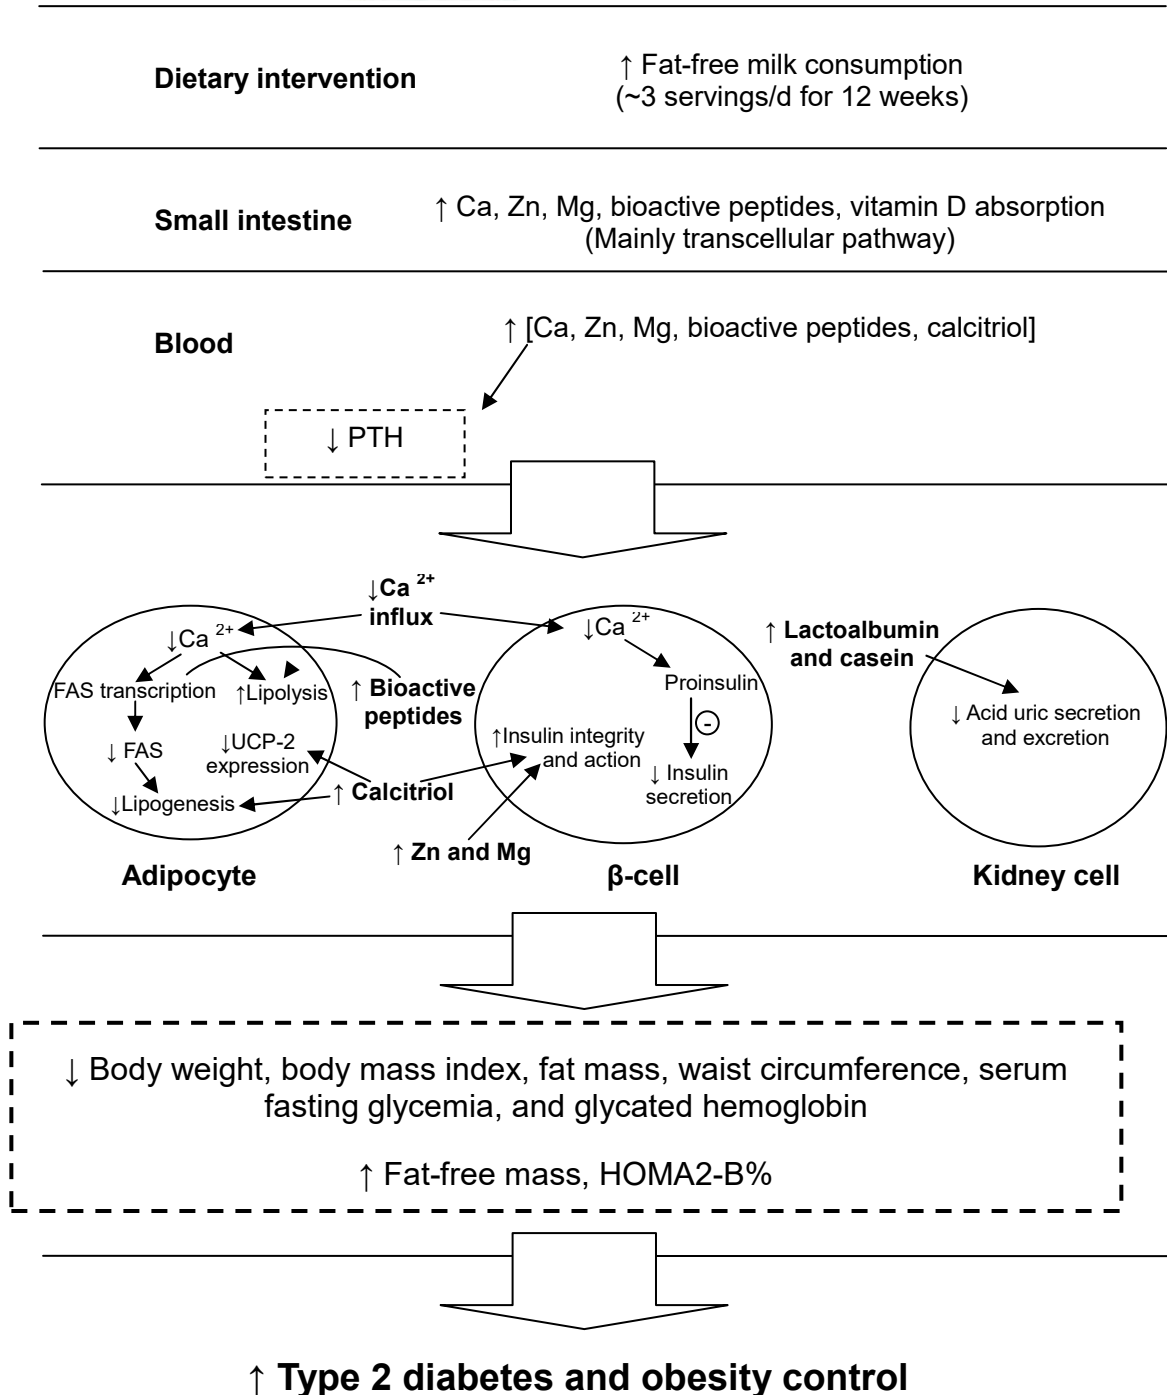 Dietary intervention
↑ Fat-free milk consumption
(~3 servings/d for 12 weeks)
Small intestine
↑ Ca, Zn, Mg, bioactive peptides, vitamin D absorption
(Mainly transcellular pathway)
Blood
↑ [Ca, Zn, Mg, bioactive peptides, calcitriol]
↓ PTH
↓Ca 2+
influx
↓Ca 2+
FAS transcription
↑Lipolysis
↓ FAS
↓UCP-2
expression
↓Lipogenesis
↑ Bioactive
peptides
↑ Calcitriol
↑ Zn and Mg
↓Ca 2+
Proinsulin
-
↑Insulin integrity
and action
↓ Insulin
secretion
↑ Lactoalbumin
and casein
↓ Acid uric secretion
and excretion
Adipocyte
β-cell
Kidney cell
↓ Body weight, body mass index, fat mass, waist circumference, serum
fasting glycemia, and glycated hemoglobin
↑ Fat-free mass, HOMA2-B%
↑ Type 2 diabetes and obesity control